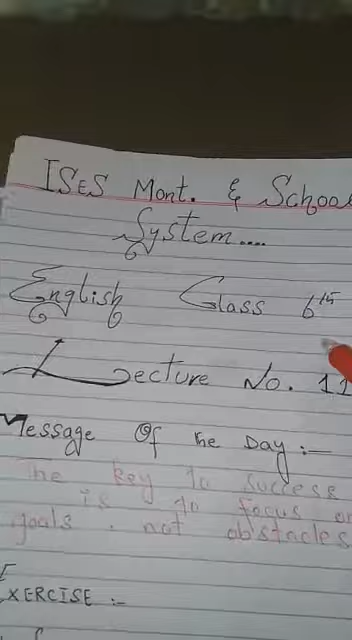 ISES Mont. & School
System....
English Class 6th
Lecture No. 11
Message Of the Day :-
The key to success
is to focus on
goals, not obstacles
EXERCISE :-